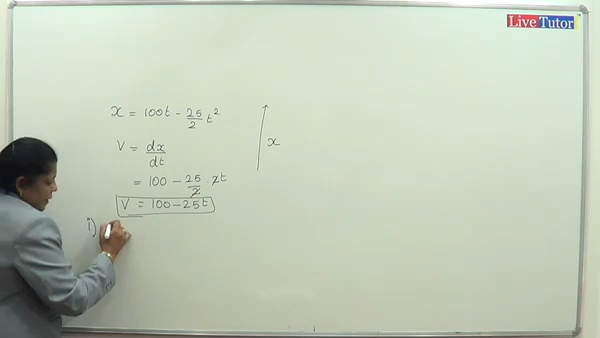 Live Tutor
x = 100t - 25/2 t²
x
V = dx/dt
= 100 - 25/2 · 2t
V = 100 - 25t
i)